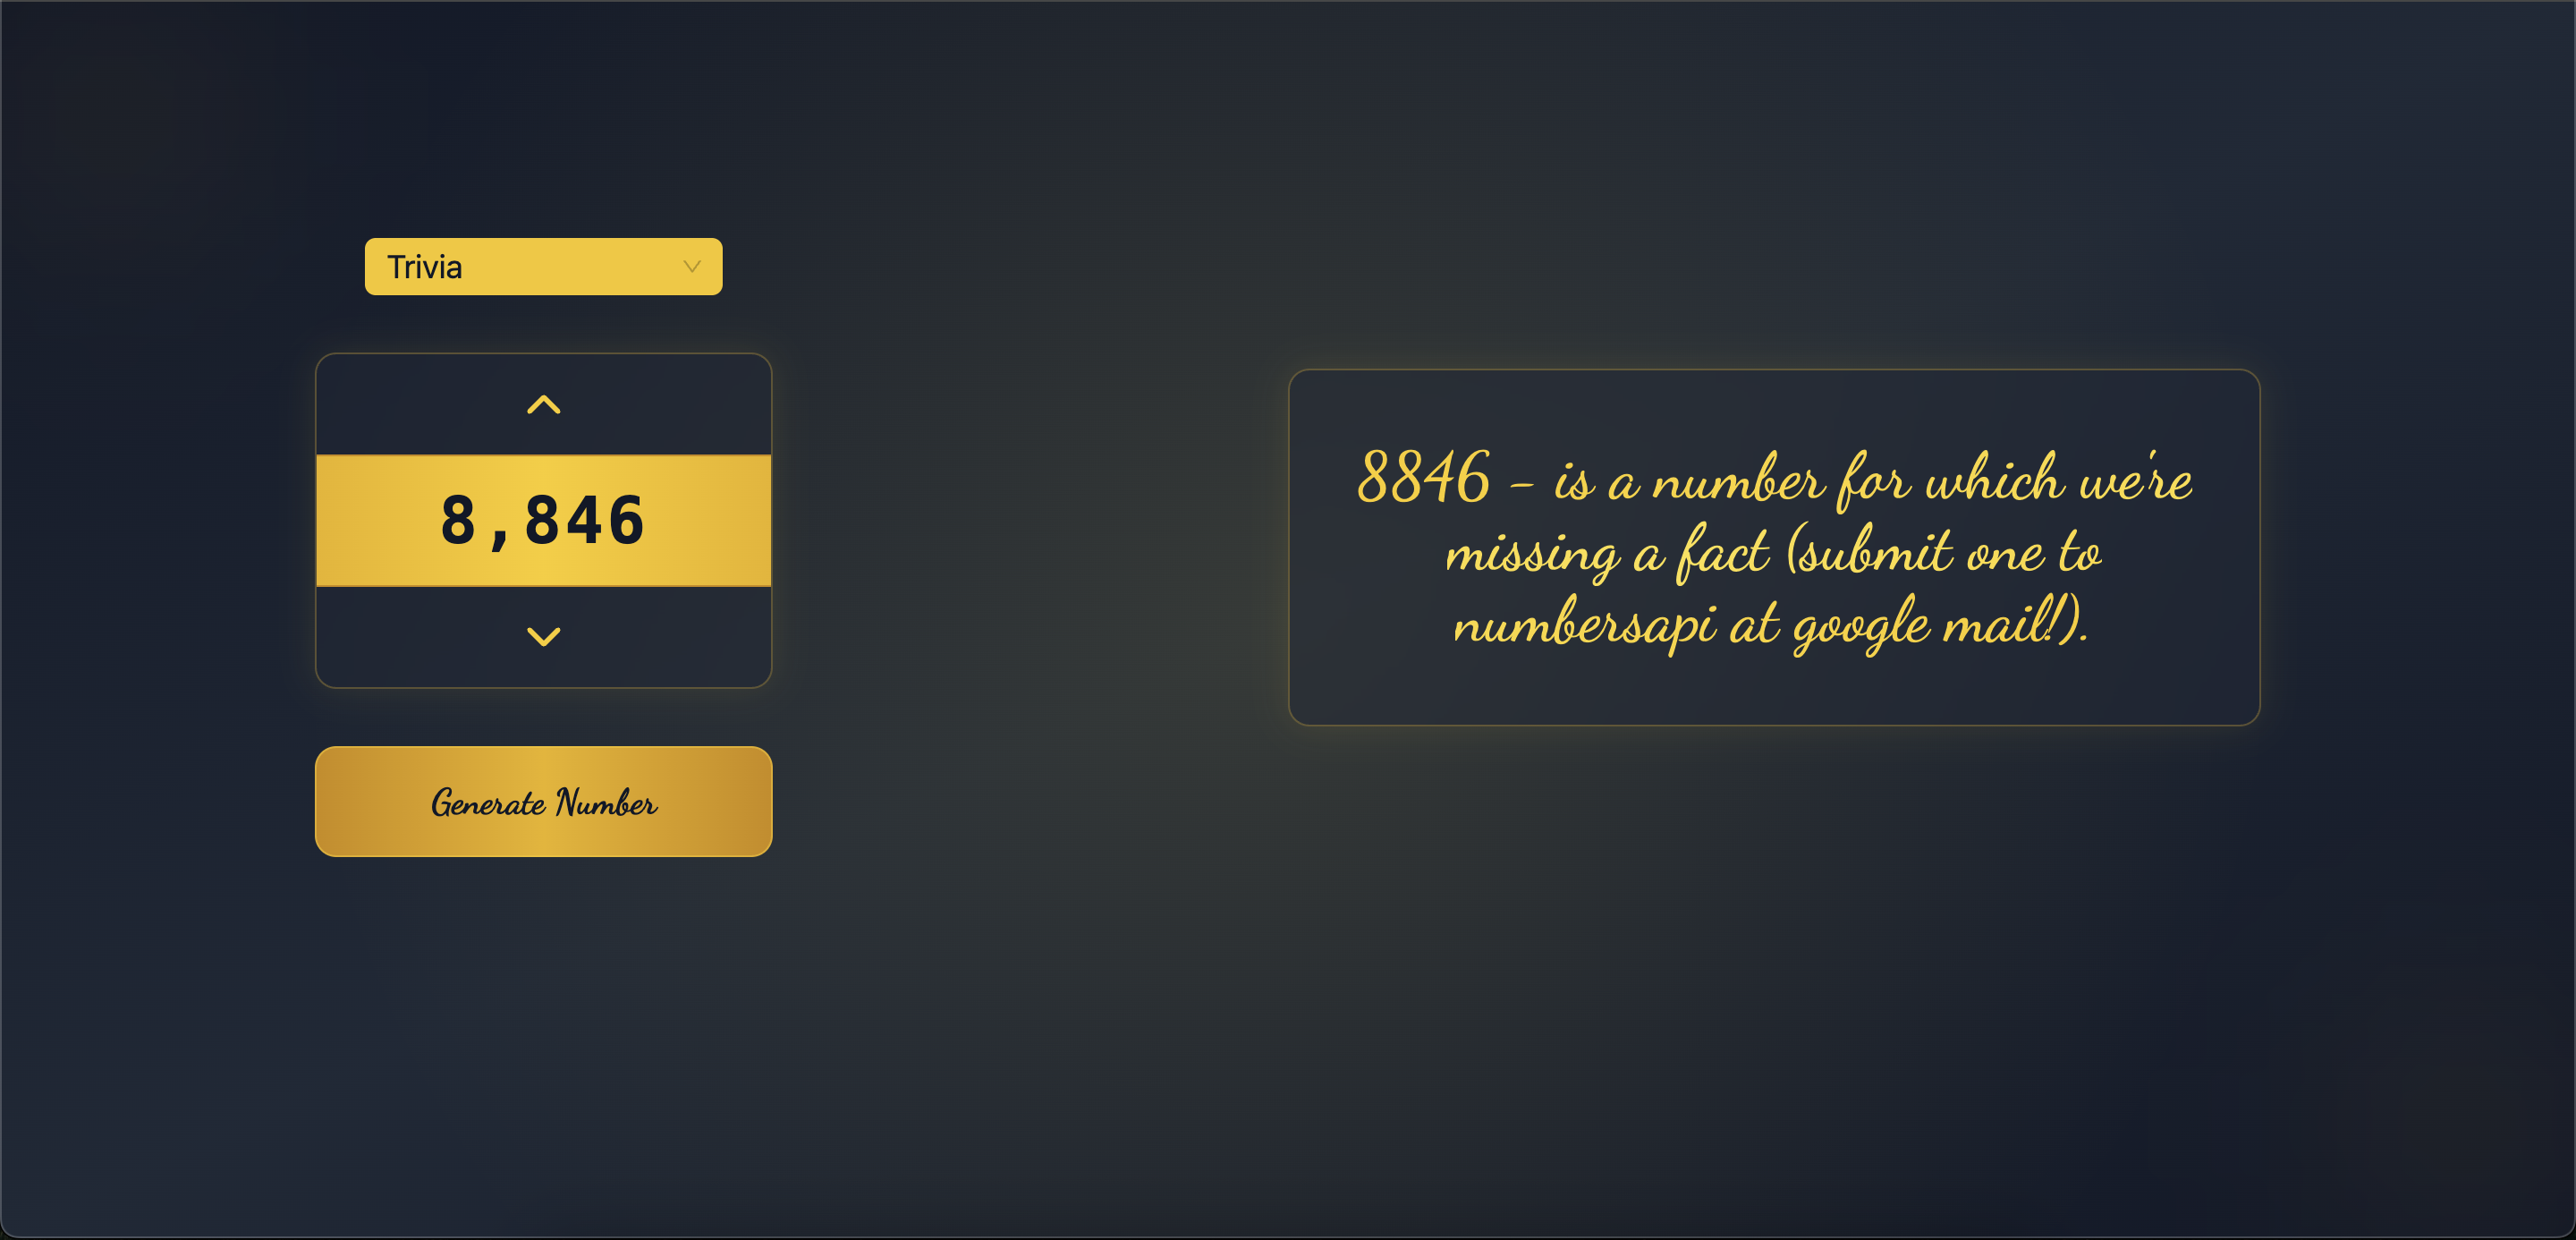 Trivia
8,846
Generate Number
8846 - is a number for which we're
missing a fact (submit one to
numbersapi at google mail!).